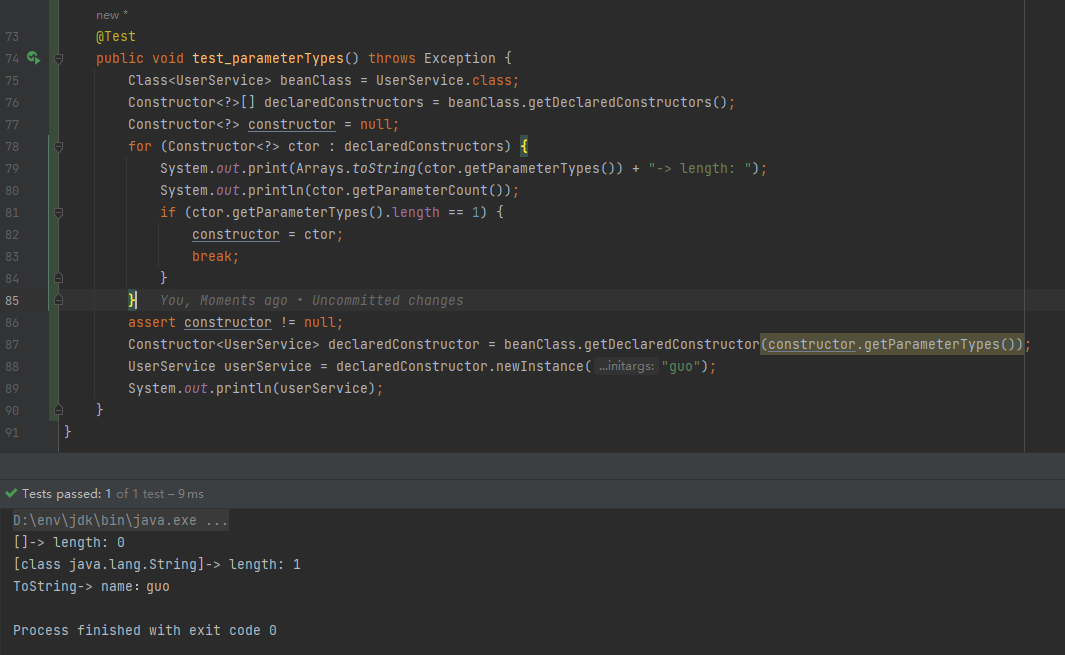 new *
73 @Test
74 public void test_parameterTypes() throws Exception {
75 Class<UserService> beanClass = UserService.class;
76 Constructor<?>[] declaredConstructors = beanClass.getDeclaredConstructors();
77 Constructor<?> constructor = null;
78 for (Constructor<?> ctor : declaredConstructors) {
79 System.out.print(Arrays.toString(ctor.getParameterTypes()) + "-> length: ");
80 System.out.println(ctor.getParameterCount());
81 if (ctor.getParameterTypes().length == 1) {
82 constructor = ctor;
83 break;
84 }
85 } You, Moments ago • Uncommitted changes
86 assert constructor != null;
87 Constructor<UserService> declaredConstructor = beanClass.getDeclaredConstructor(constructor.getParameterTypes());
88 UserService userService = declaredConstructor.newInstance( ...initargs: "guo");
89 System.out.println(userService);
90 }
91 }
Tests passed: 1 of 1 test – 9 ms
D:\env\jdk\bin\java.exe ...
[]-> length: 0
[class java.lang.String]-> length: 1
ToString-> name：guo
Process finished with exit code 0